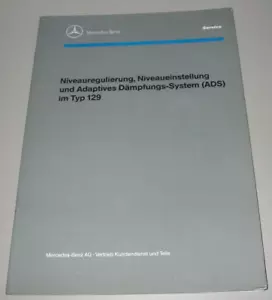 Mercedes-Benz
Service
Niveauregulierung, Niveaueinstellung
und Adaptives Dämpfungs-System (ADS)
im Typ 129
Mercedes-Benz AG · Vertrieb Kundendienst und Teile